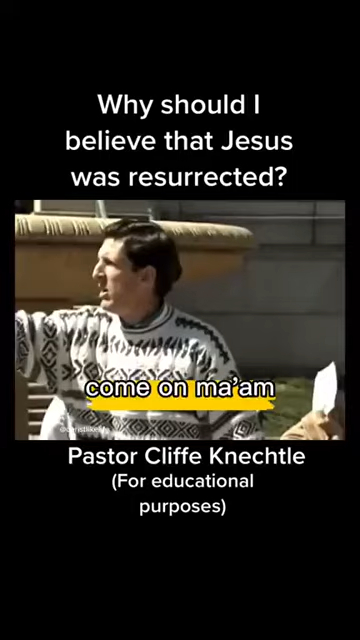 Why should I
believe that Jesus
was resurrected?
come on ma'am
Pastor Cliffe Knechtle
(For educational
purposes)